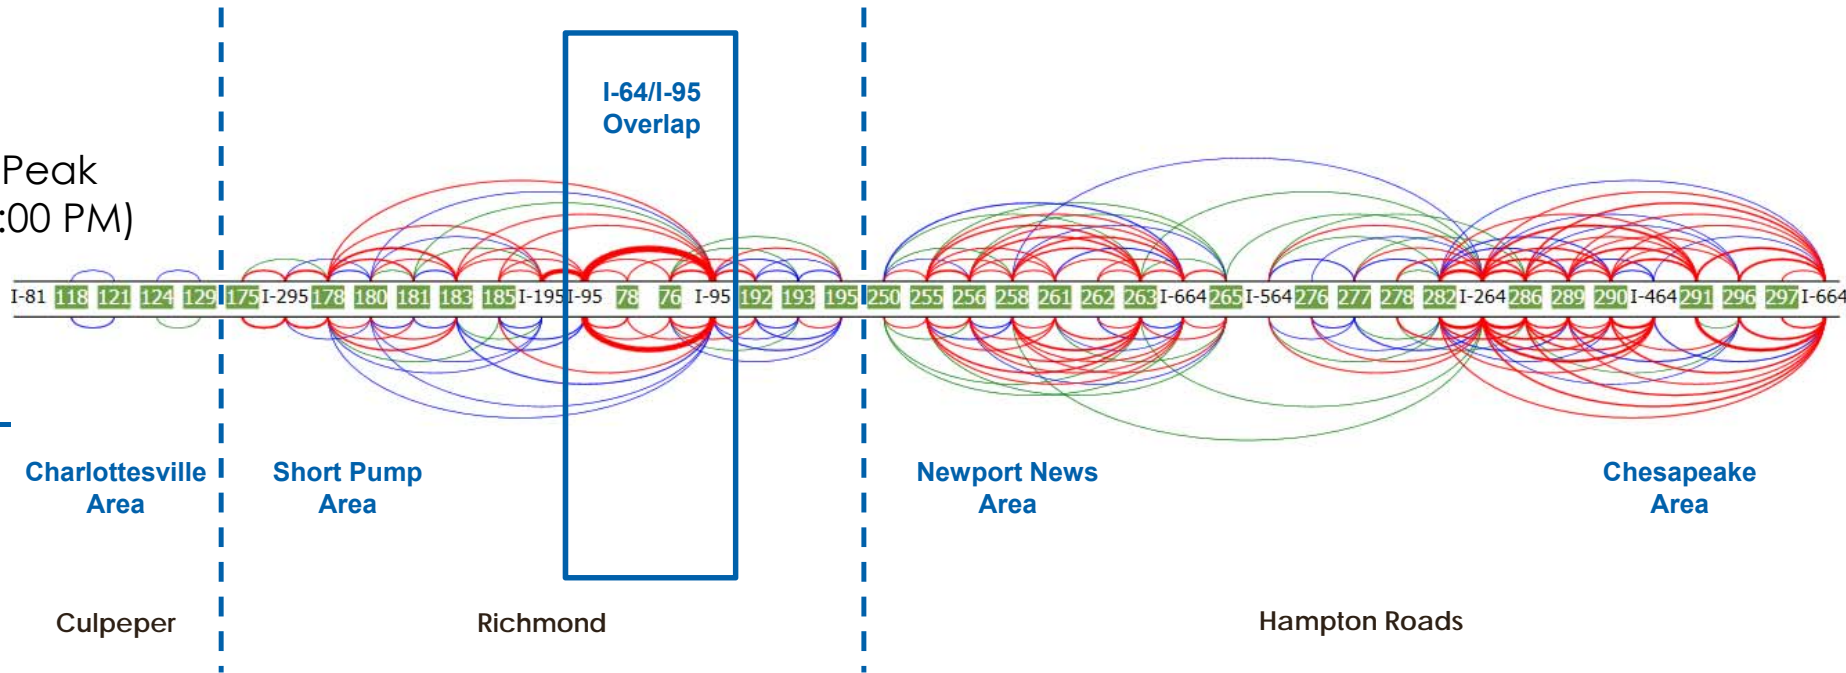 I-64/I-95
Overlap
Peak
:00 PM)
I-81 118 121 124 129 175 I-295 178 180 181 183 185 I-195 I-95 78 76 I-95 192 193 195 250 255 256 258 261 262 263 I-664 265 I-564 276 277 278 282 I-264 286 289 290 I-464 291 296 297 I-664
Charlottesville
Area
Short Pump
Area
Newport News
Area
Chesapeake
Area
Culpeper
Richmond
Hampton Roads